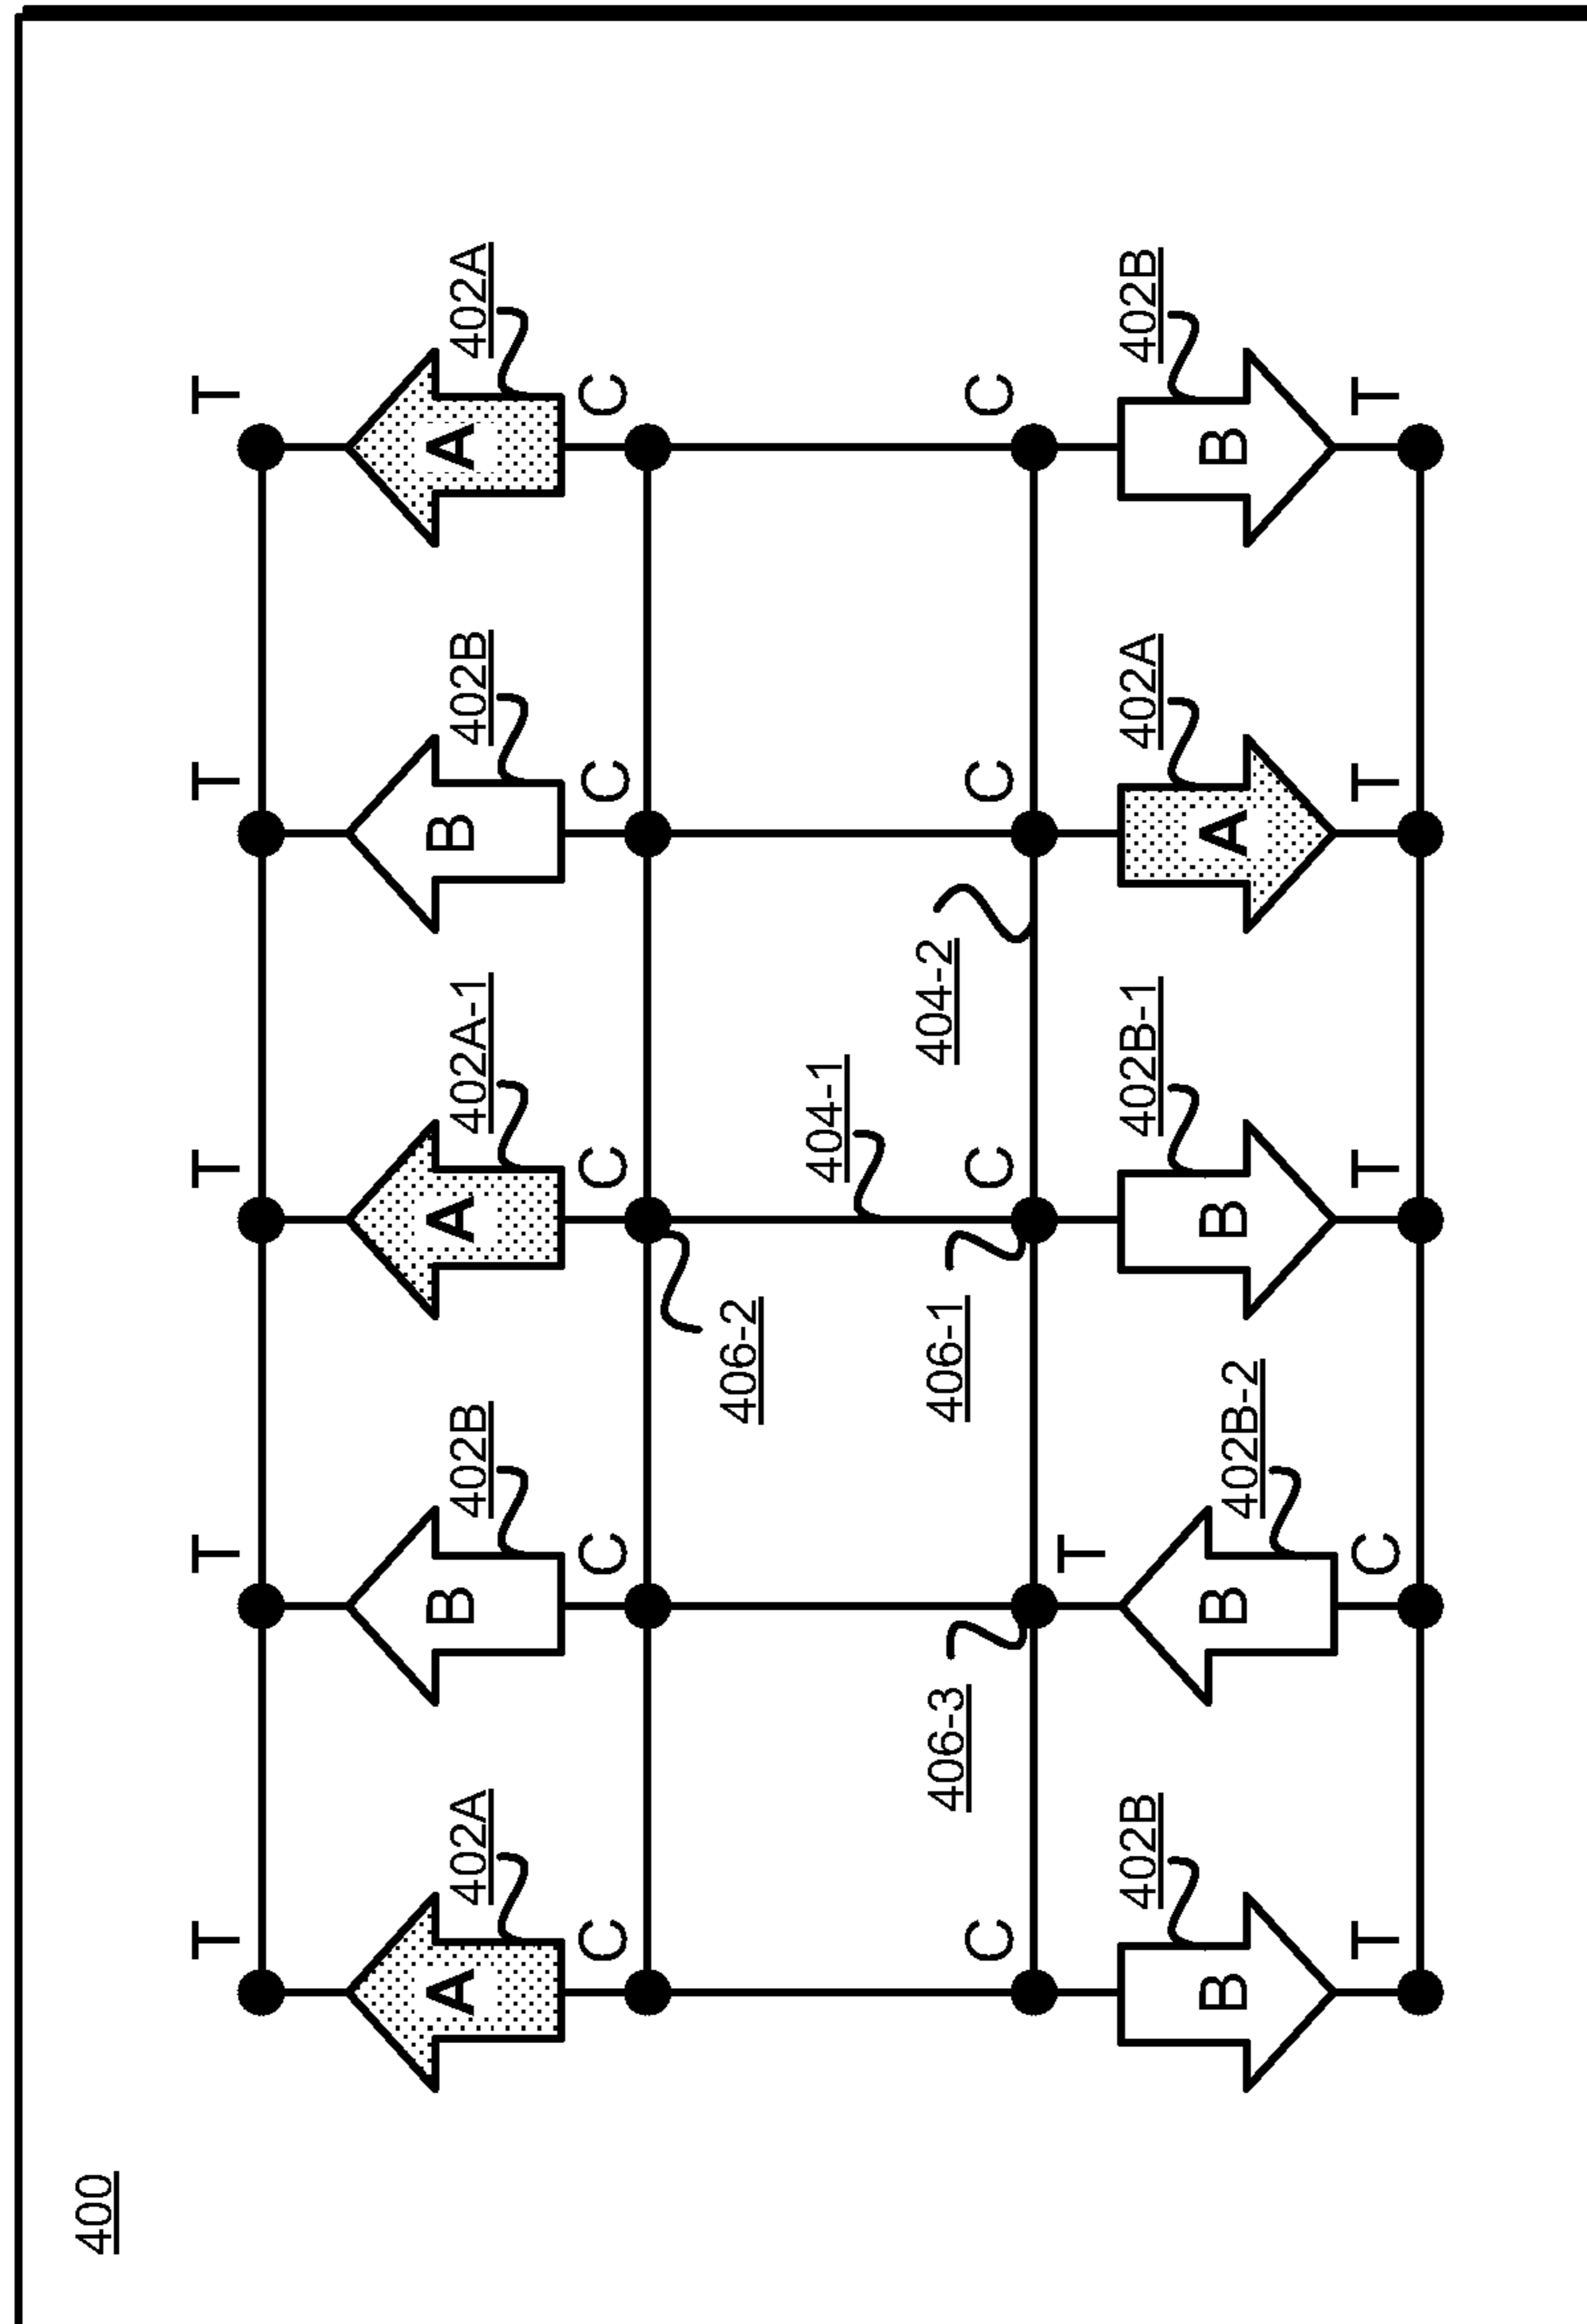 400
T T T T T
402A 402B 402A-1 402B 402A
A B A B A
C C C C C
406-2
404-1
404-2
406-3 406-1
C C C C
T
402B 402B-1 402A 402B
B B B A B
402B-2
T C T T T